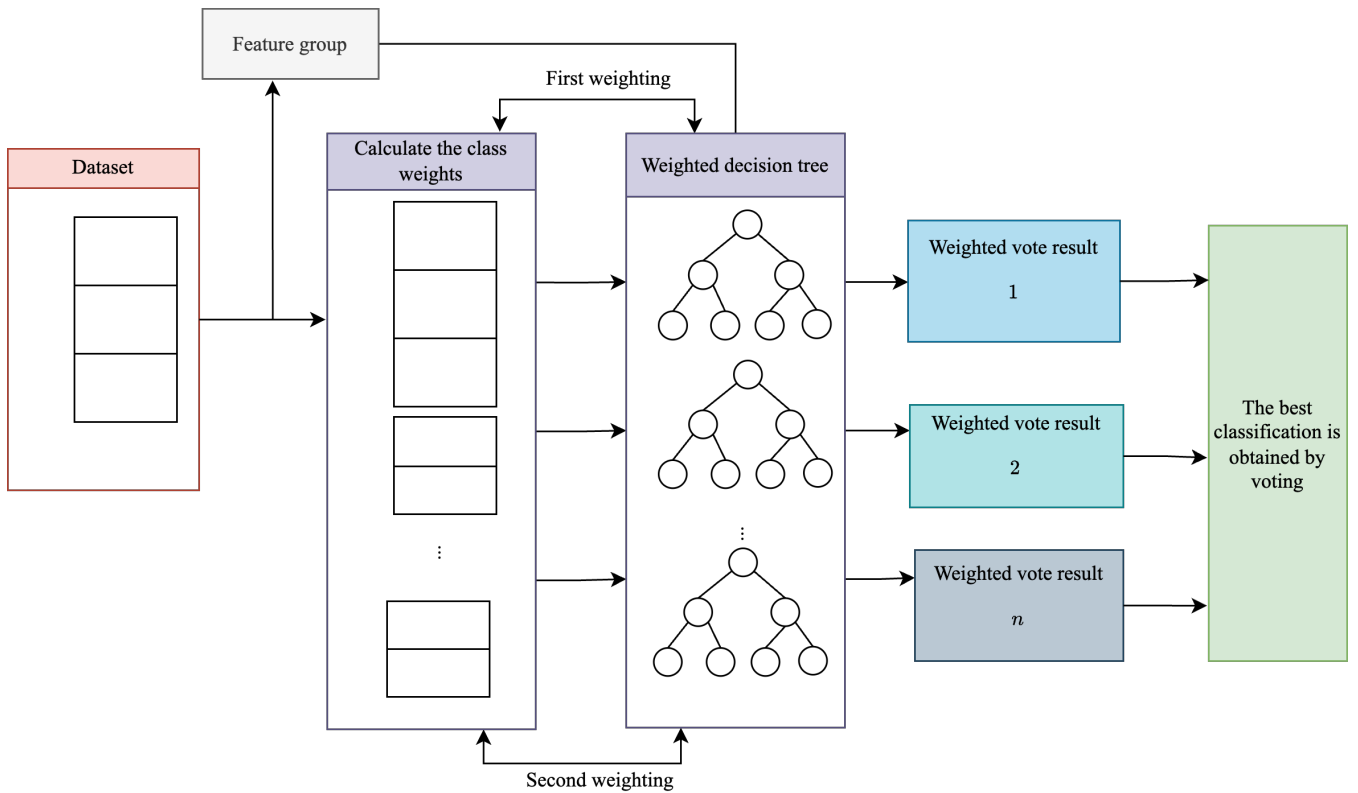 Feature group
First weighting
Dataset
Calculate the class
weights
Weighted decision tree
Weighted vote result
1
Weighted vote result
2
Weighted vote result
n
The best
classification is
obtained by
voting
⋮
⋮
Second weighting